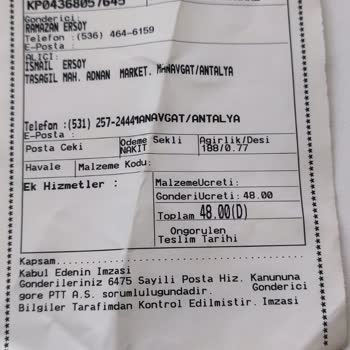 KP04368057645
Gonderici:
RAMAZAN ERSOY
Telefon :(536) 464-6159
E-Posta :
ALICI:
ISMAIL ERSOY
TASAGIL MAH. ADNAN MARKET. MANAVGAT/ANTALYA
Telefon :(531) 257-2444MANAVGAT/ANTALYA
E-Posta :
Posta Ceki Odeme Sekli Agirlik/Desi
NAKIT 188/0.77
Havale Malzeme Kodu:
Ek Hizmetler : MalzemeUcreti:
GonderiUcreti: 48.00
Toplam 48.00(D)
Ongorulen
Teslim Tarihi
Kapsam.
Kabul Edenin Imzasi
Gonderileriniz 6475 Sayili Posta Hiz. Kanununa
gore PTT A.S. sorumlulugundadir. Gonderici
Bilgiler Tarafimdan Kontrol Edilmistir. Imzasi